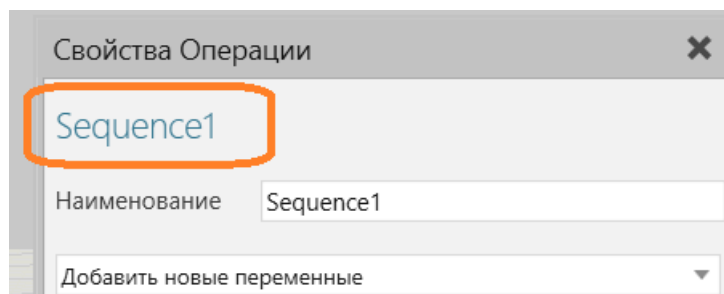 Свойства Операции
Sequence1
Наименование Sequence1
Добавить новые переменные